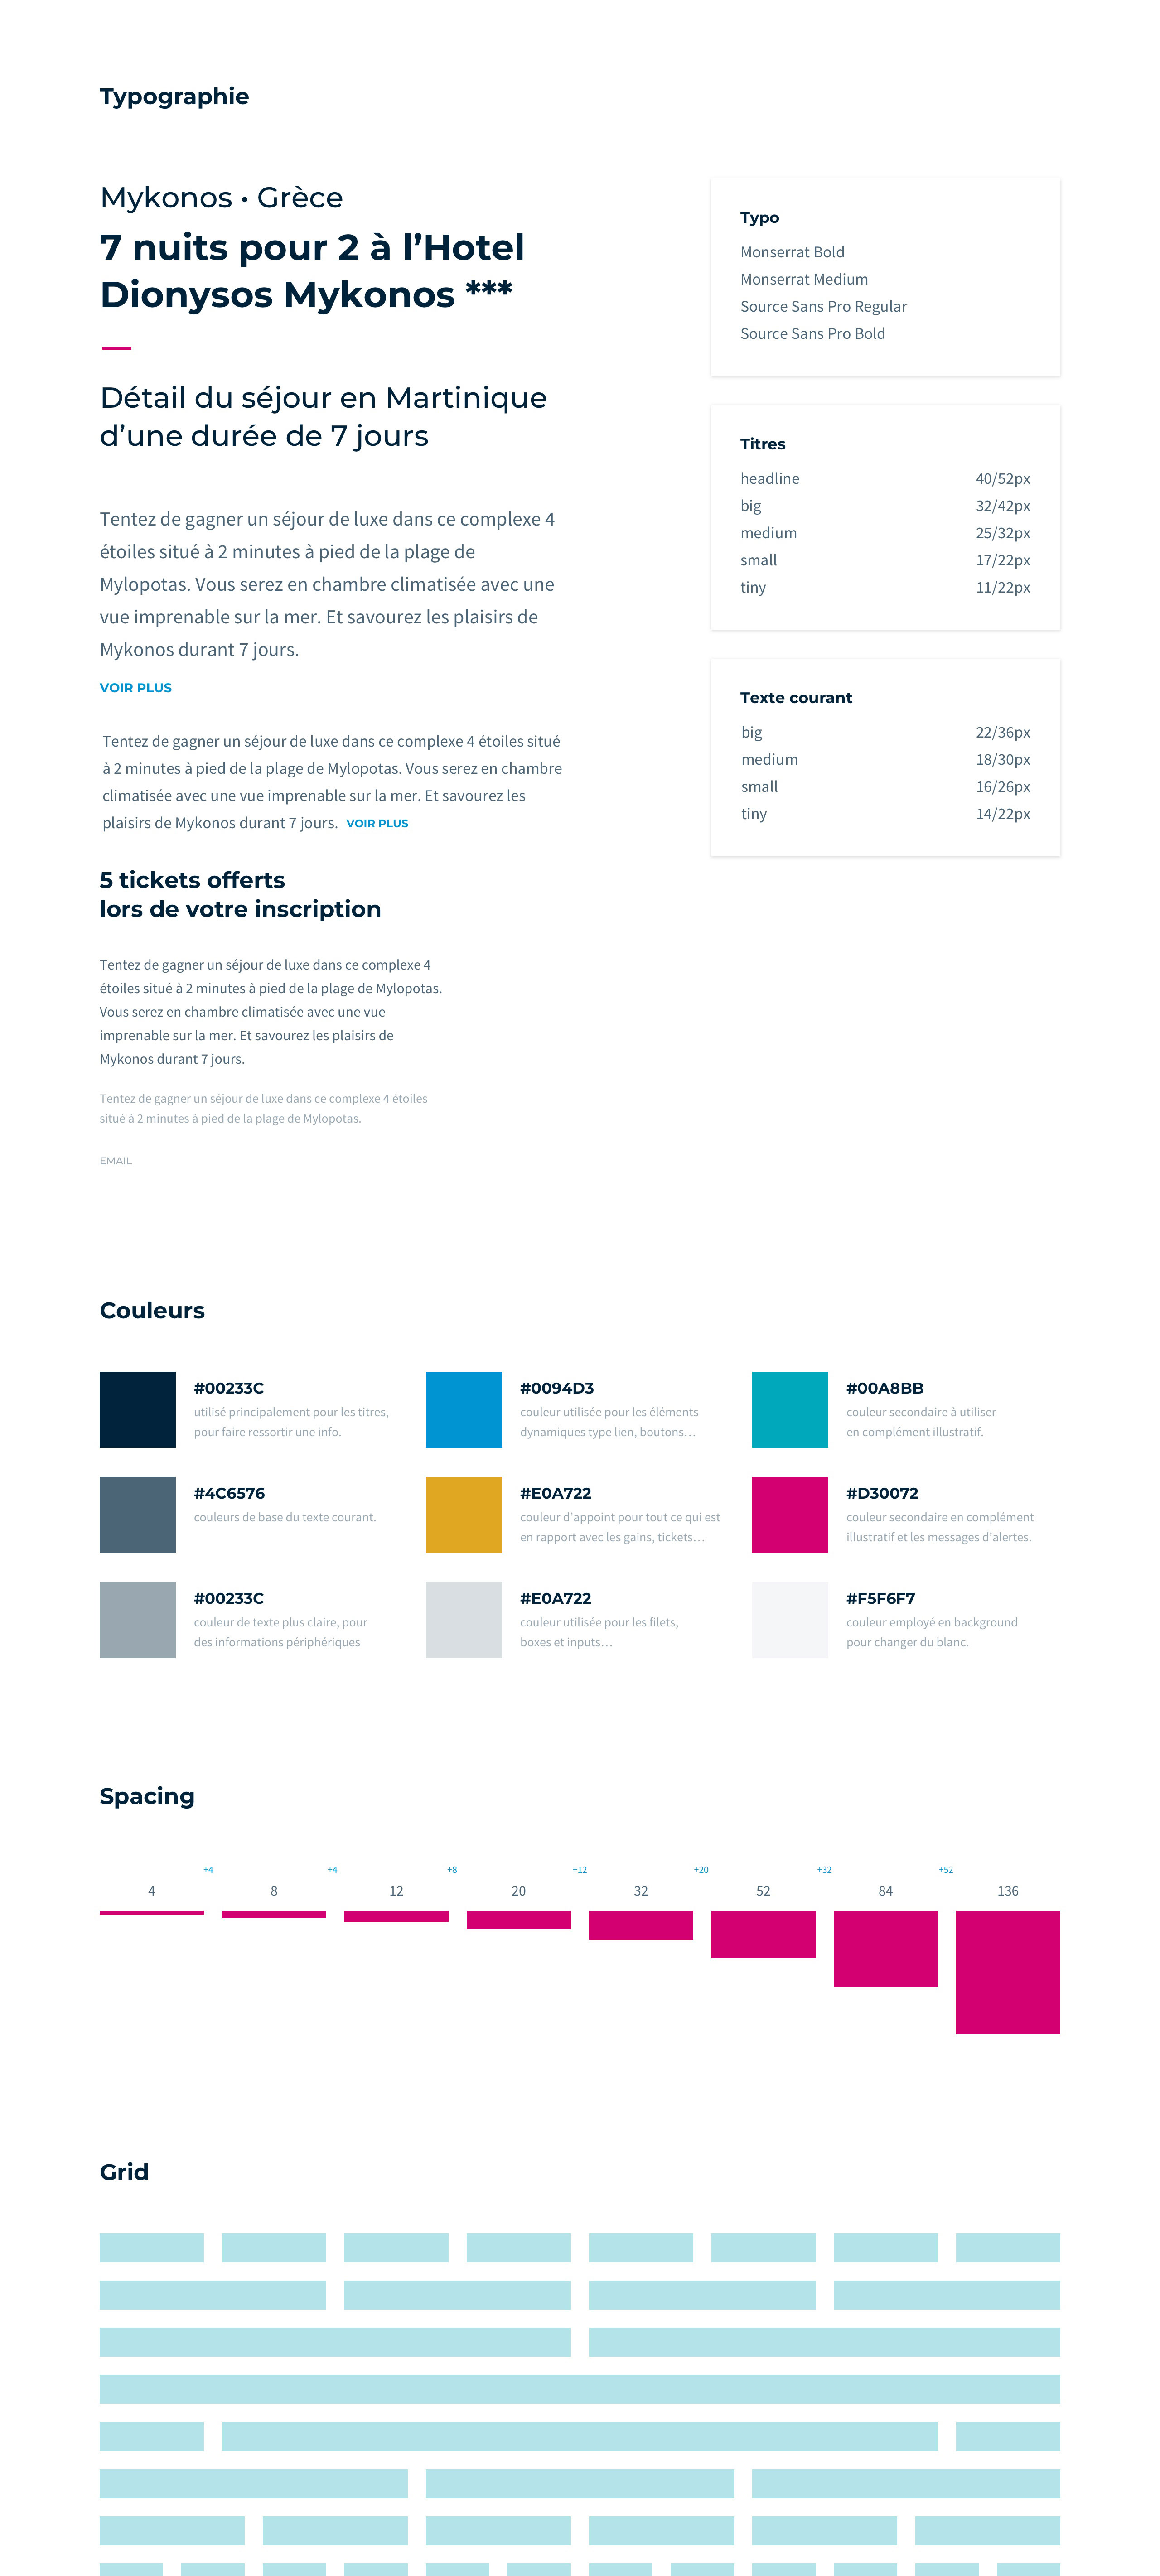 Typographie
Mykonos • Grèce
7 nuits pour 2 à l’Hotel
Dionysos Mykonos ***
Détail du séjour en Martinique
d’une durée de 7 jours
Tentez de gagner un séjour de luxe dans ce complexe 4
étoiles situé à 2 minutes à pied de la plage de
Mylopotas. Vous serez en chambre climatisée avec une
vue imprenable sur la mer. Et savourez les plaisirs de
Mykonos durant 7 jours.
VOIR PLUS
Tentez de gagner un séjour de luxe dans ce complexe 4 étoiles situé
à 2 minutes à pied de la plage de Mylopotas. Vous serez en chambre
climatisée avec une vue imprenable sur la mer. Et savourez les
plaisirs de Mykonos durant 7 jours. VOIR PLUS
5 tickets offerts
lors de votre inscription
Tentez de gagner un séjour de luxe dans ce complexe 4
étoiles situé à 2 minutes à pied de la plage de Mylopotas.
Vous serez en chambre climatisée avec une vue
imprenable sur la mer. Et savourez les plaisirs de
Mykonos durant 7 jours.
Tentez de gagner un séjour de luxe dans ce complexe 4 étoiles
situé à 2 minutes à pied de la plage de Mylopotas.
EMAIL
Typo
Monserrat Bold
Monserrat Medium
Source Sans Pro Regular
Source Sans Pro Bold
Titres
headline 40/52px
big 32/42px
medium 25/32px
small 17/22px
tiny 11/22px
Texte courant
big 22/36px
medium 18/30px
small 16/26px
tiny 14/22px
Couleurs
#00233C
utilisé principalement pour les titres,
pour faire ressortir une info.
#0094D3
couleur utilisée pour les éléments
dynamiques type lien, boutons…
#00A8BB
couleur secondaire à utiliser
en complément illustratif.
#4C6576
couleurs de base du texte courant.
#E0A722
couleur d’appoint pour tout ce qui est
en rapport avec les gains, tickets…
#D30072
couleur secondaire en complément
illustratif et les messages d’alertes.
#00233C
couleur de texte plus claire, pour
des informations périphériques
#E0A722
couleur utilisée pour les filets,
boxes et inputs…
#F5F6F7
couleur employé en background
pour changer du blanc.
Spacing
+4 +4 +8 +12 +20 +32 +52
4 8 12 20 32 52 84 136
Grid